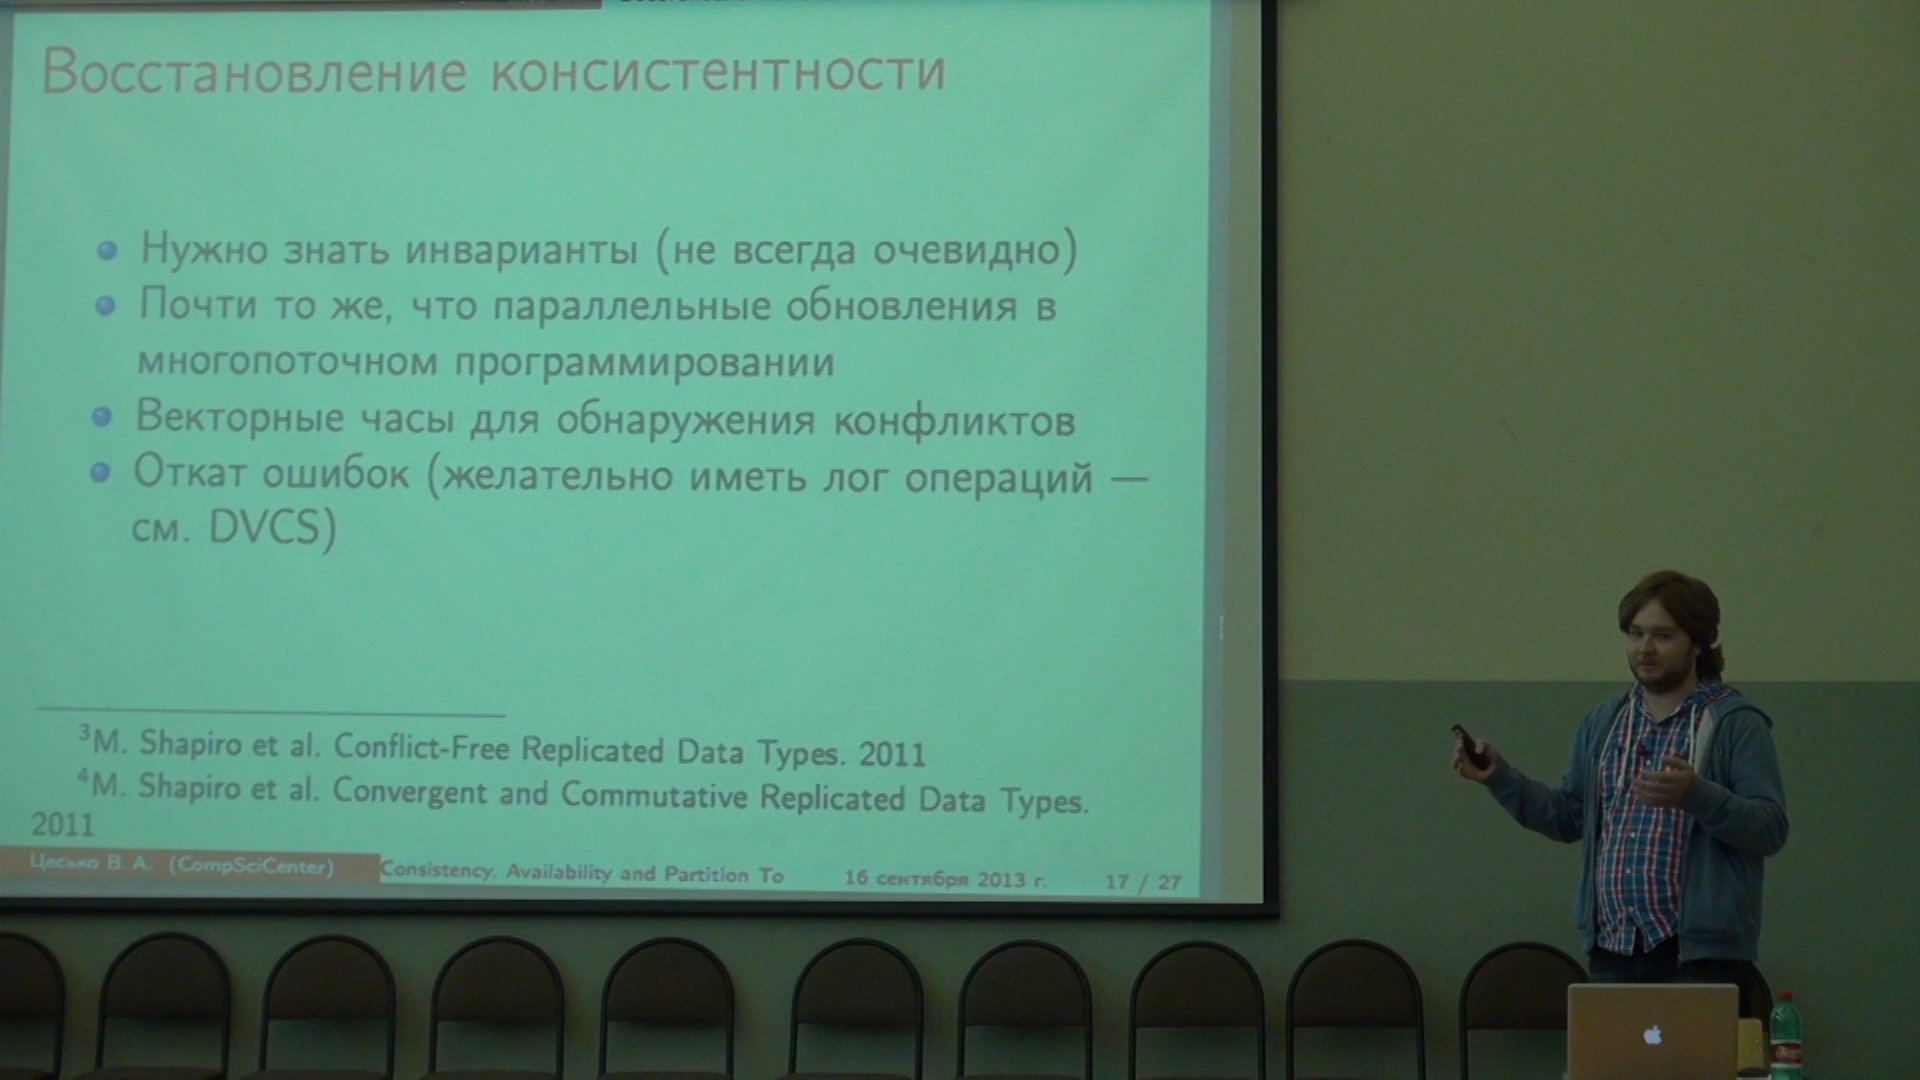 Восстановление консистентности
Нужно знать инварианты (не всегда очевидно)
Почти то же, что параллельные обновления в
многопоточном программировании
Векторные часы для обнаружения конфликтов
Откат ошибок (желательно иметь лог операций —
см. DVCS)
³M. Shapiro et al. Conflict-Free Replicated Data Types. 2011
⁴M. Shapiro et al. Convergent and Commutative Replicated Data Types.
2011
Цесько В. А. (CompSciCenter) Consistency, Availability and Partition To 16 сентября 2013 г. 17 / 27